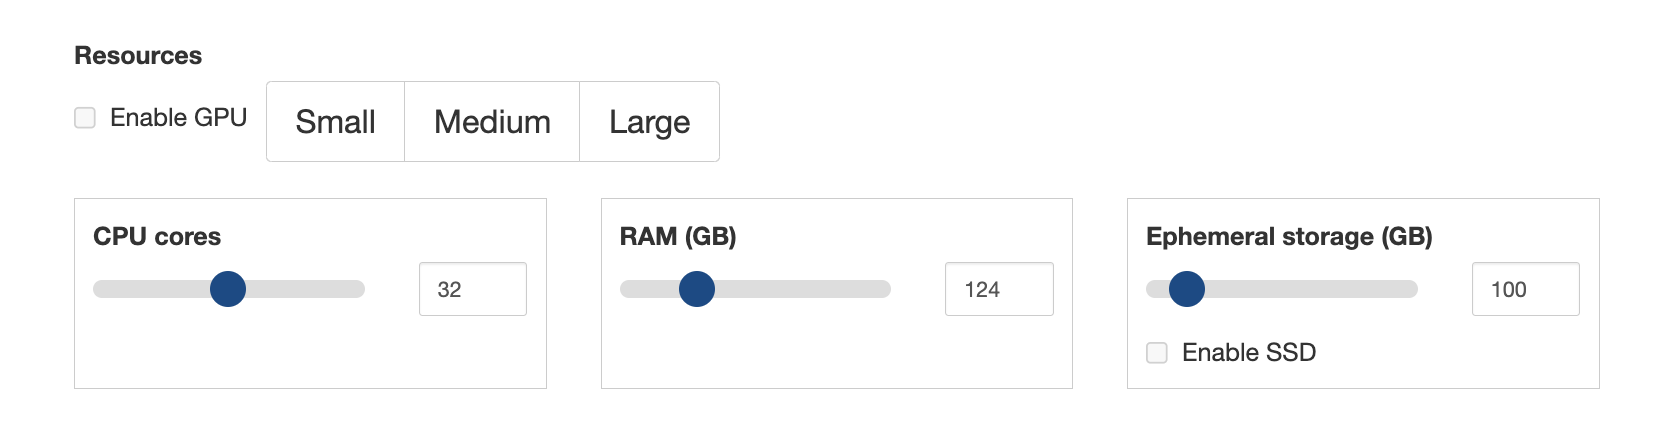 Resources
Enable GPU Small Medium Large
CPU cores RAM (GB) Ephemeral storage (GB)
32 124 100
Enable SSD